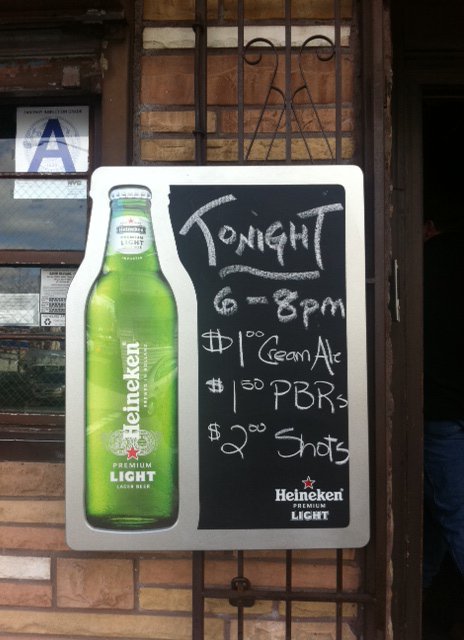 A
NYC
TONIGHT
6-8pm
$1.00 Cream Ale
$1.50 PBRs
$2.00 Shots
Heineken
PREMIUM
LIGHT
Heineken
PREMIUM
LIGHT
LAGER BEER
Heineken
PREMIUM
LIGHT